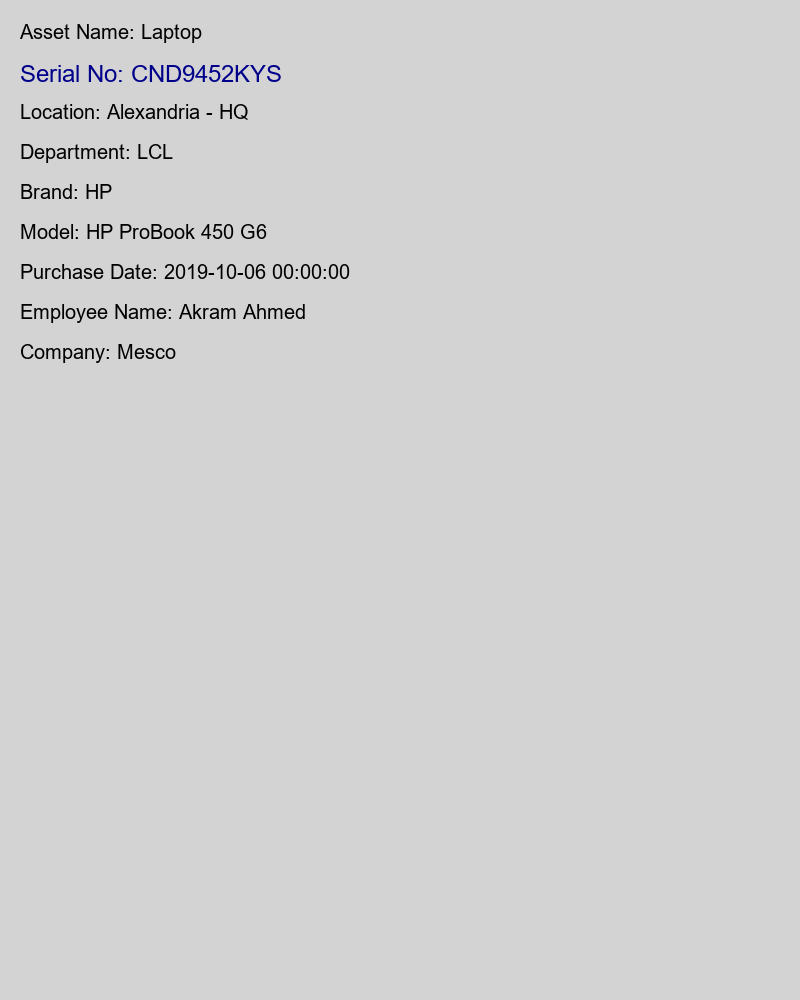 Asset Name: Laptop
Serial No: CND9452KYS
Location: Alexandria - HQ
Department: LCL
Brand: HP
Model: HP ProBook 450 G6
Purchase Date: 2019-10-06 00:00:00
Employee Name: Akram Ahmed
Company: Mesco